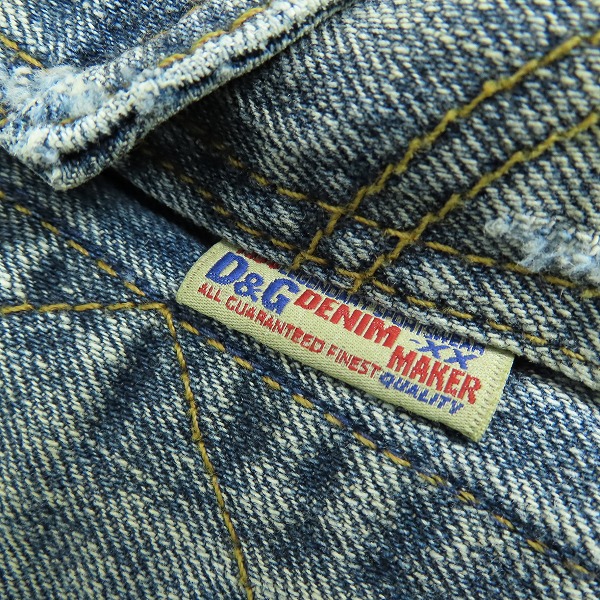 D&G DENIM -XX MAKER
ALL GUARANTEED FINEST QUALITY